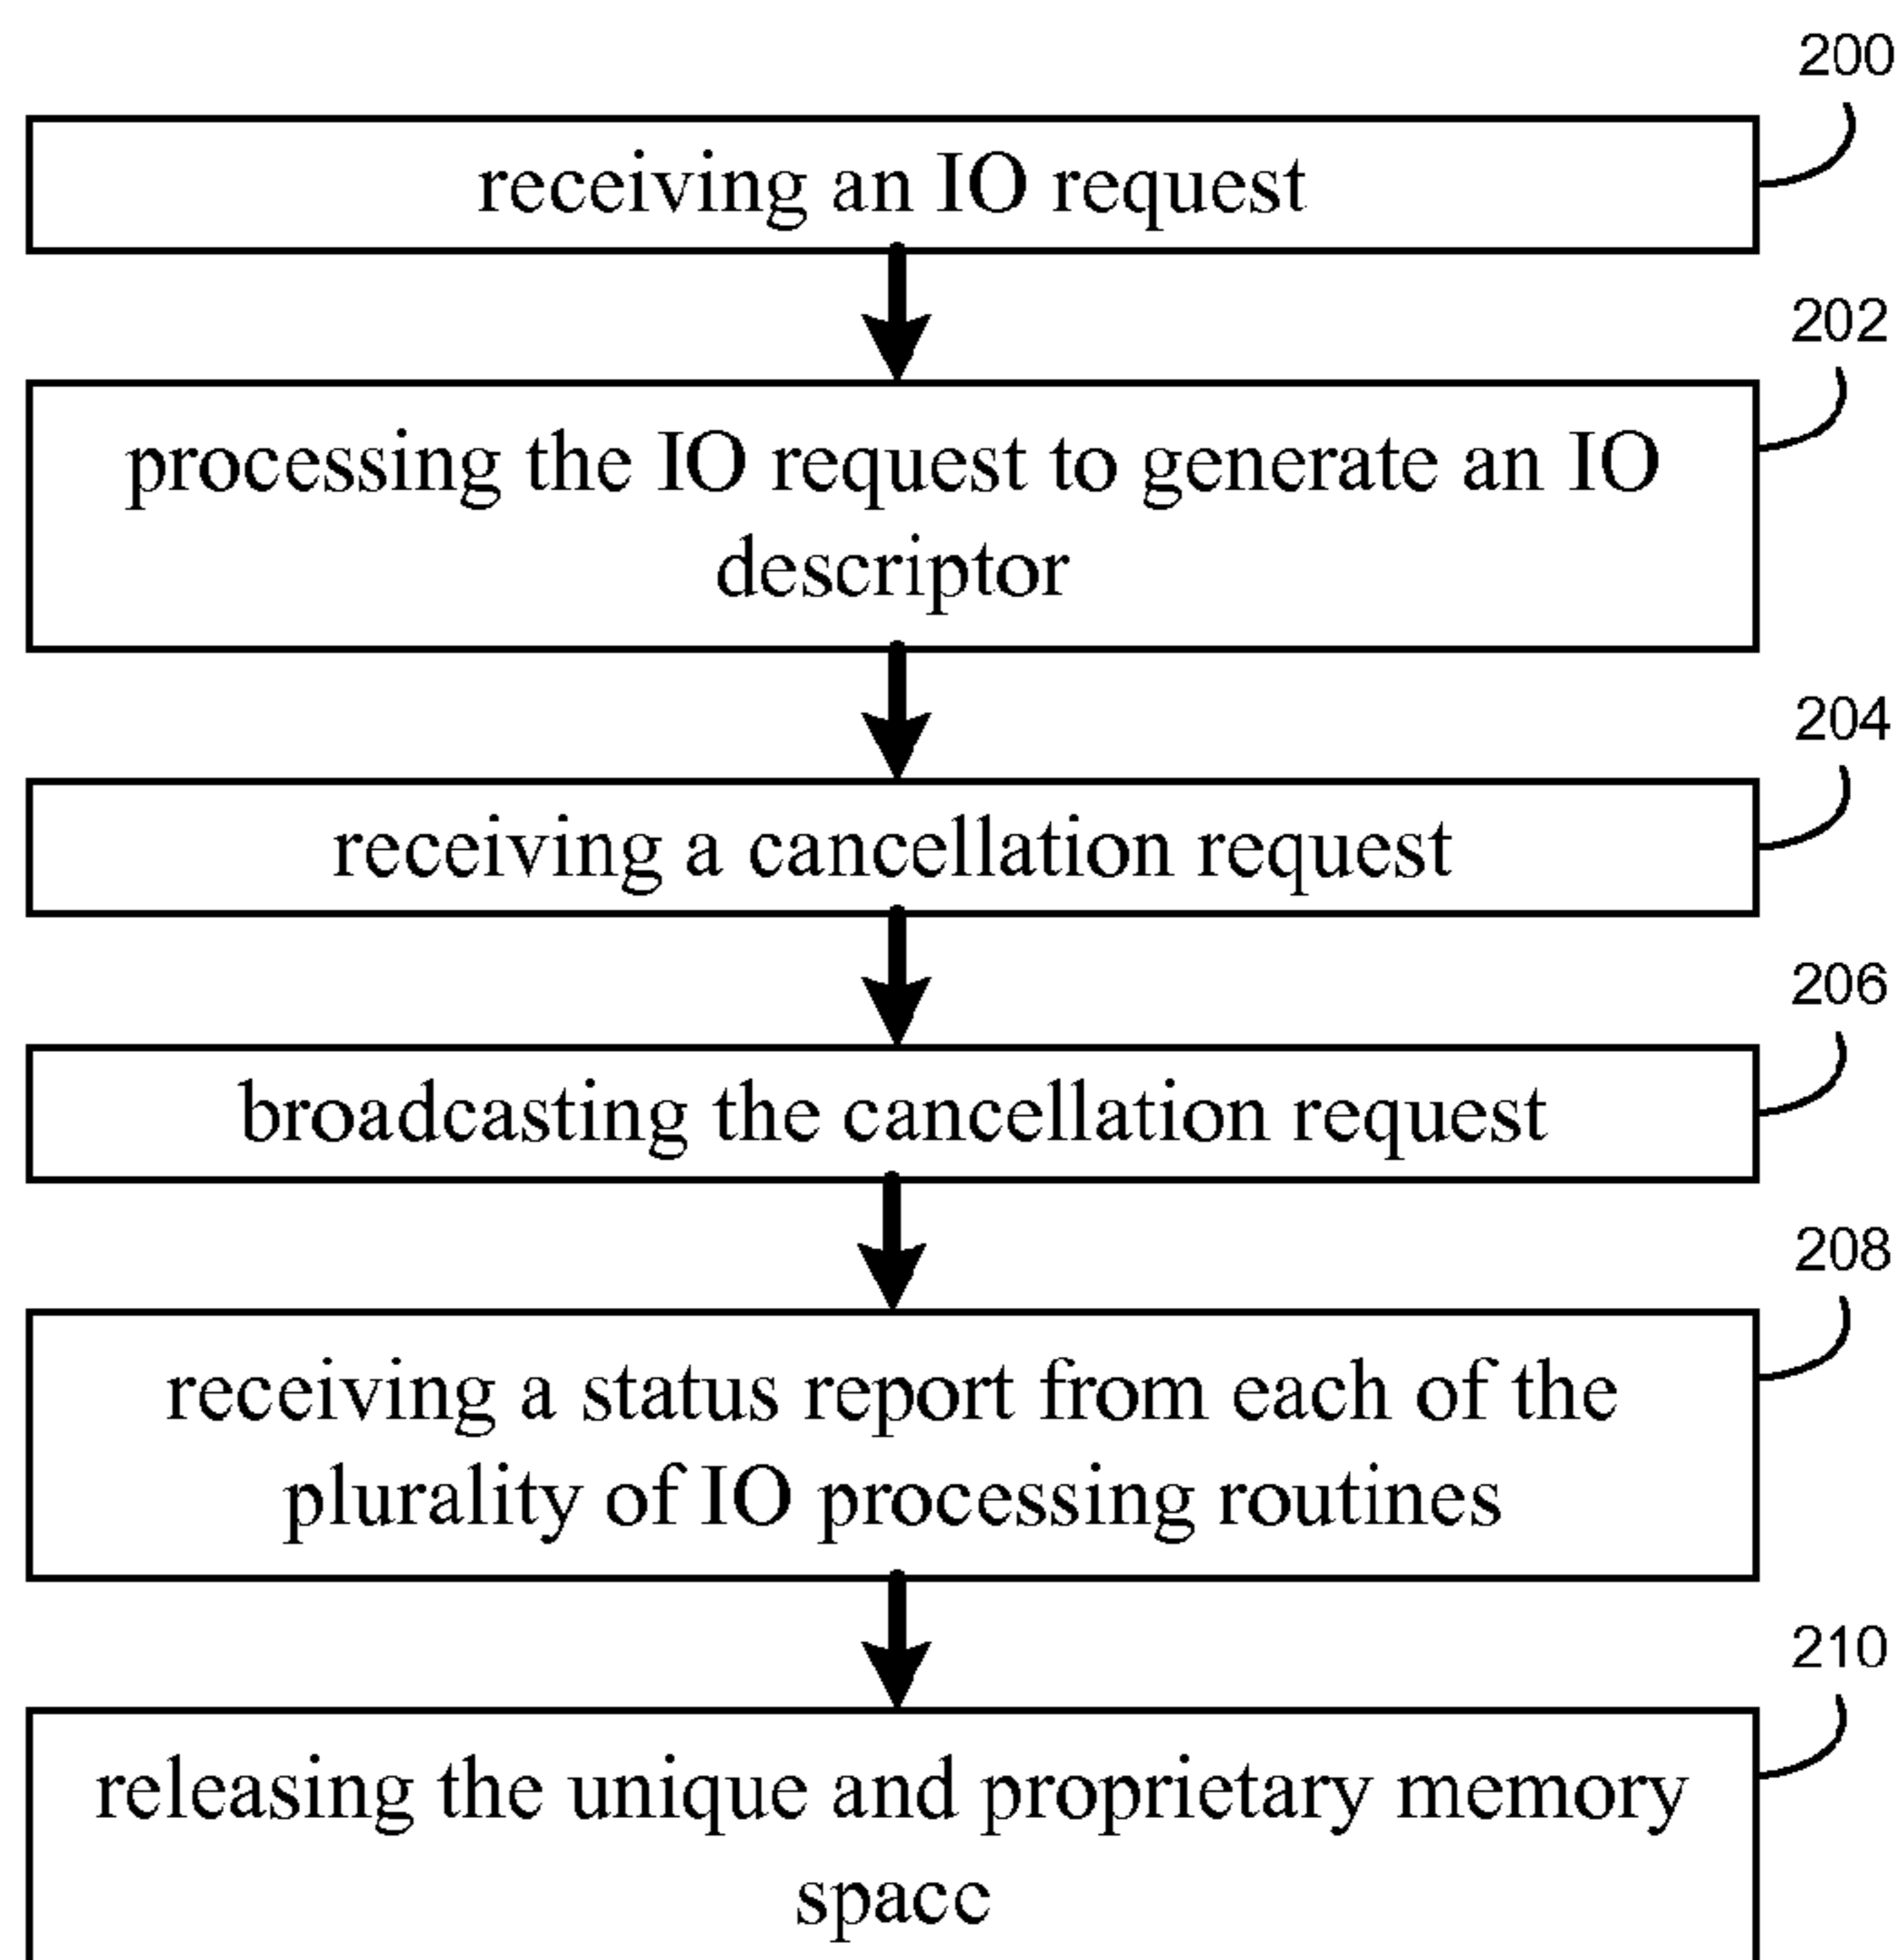 200
receiving an IO request
202
processing the IO request to generate an IO
descriptor
204
receiving a cancellation request
206
broadcasting the cancellation request
208
receiving a status report from each of the
plurality of IO processing routines
210
releasing the unique and proprietary memory
space